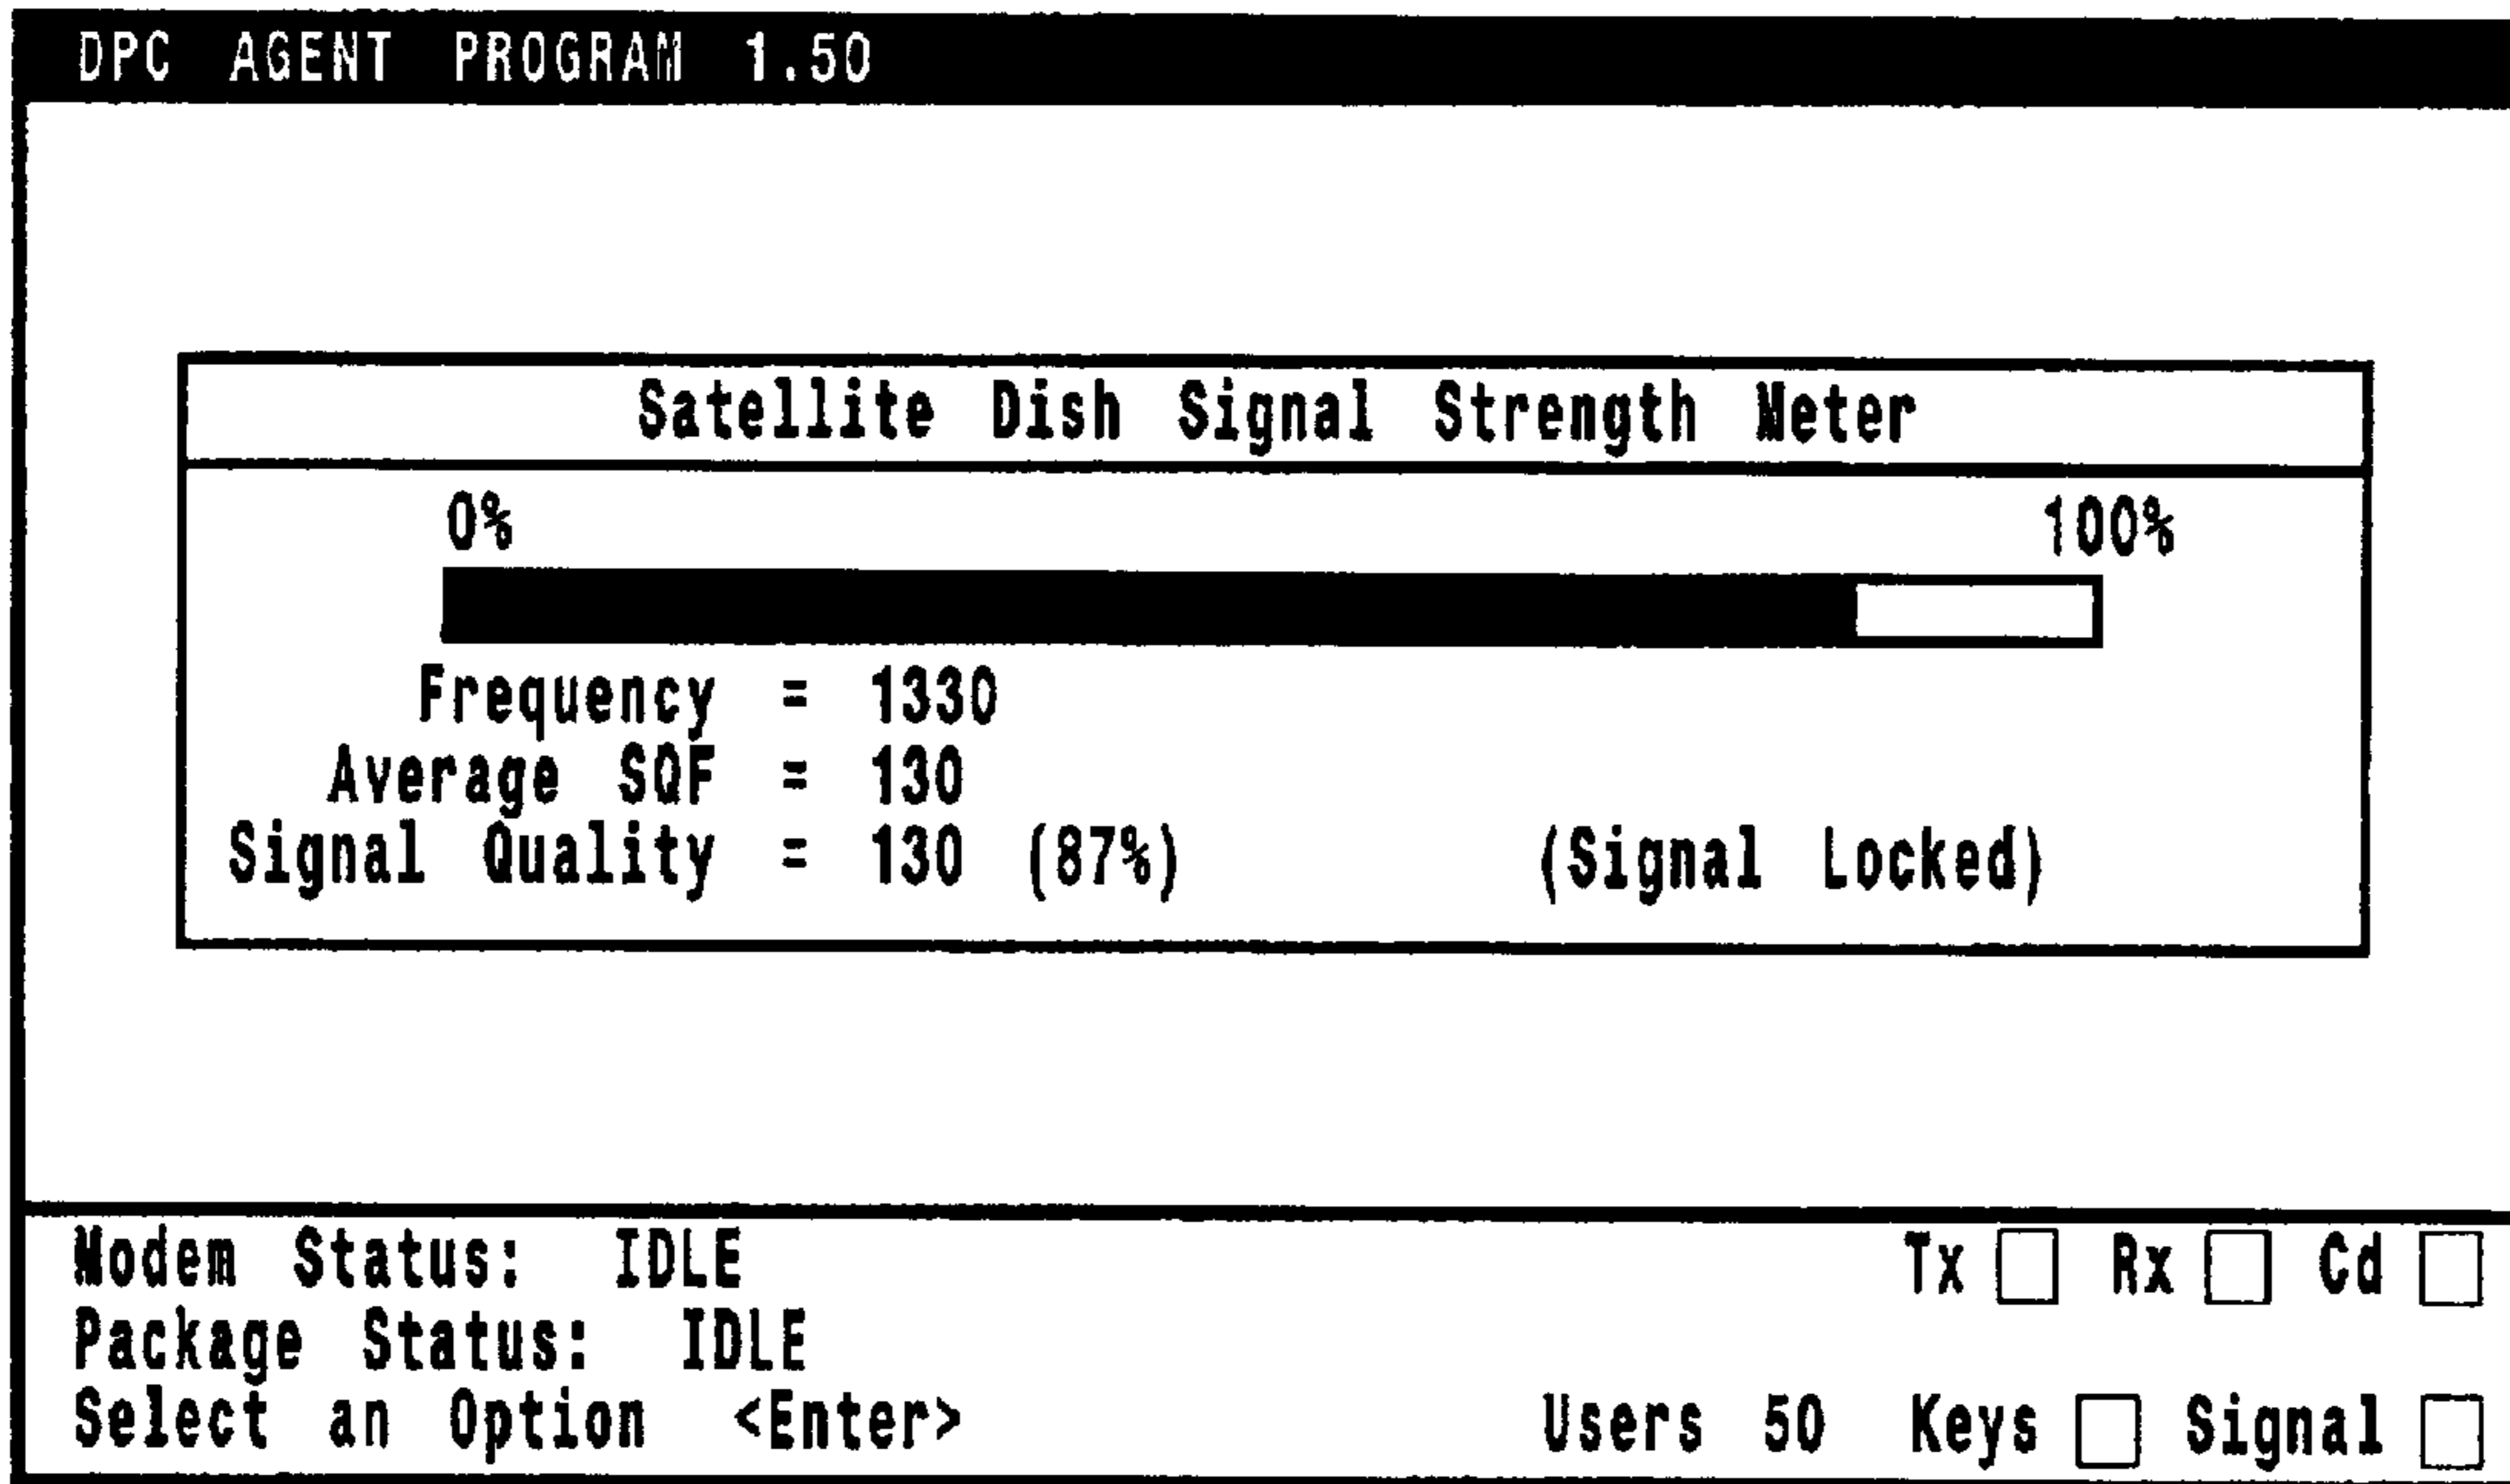 DPC AGENT PROGRAM 1.50
Satellite Dish Signal Strength Meter
0% 100%
Frequency = 1330
Average SQF = 130
Signal Quality = 130 (87%) (Signal Locked)
Modem Status: IDLE Tx Rx Cd
Package Status: IDLE
Select an Option <Enter> Users 50 Keys Signal